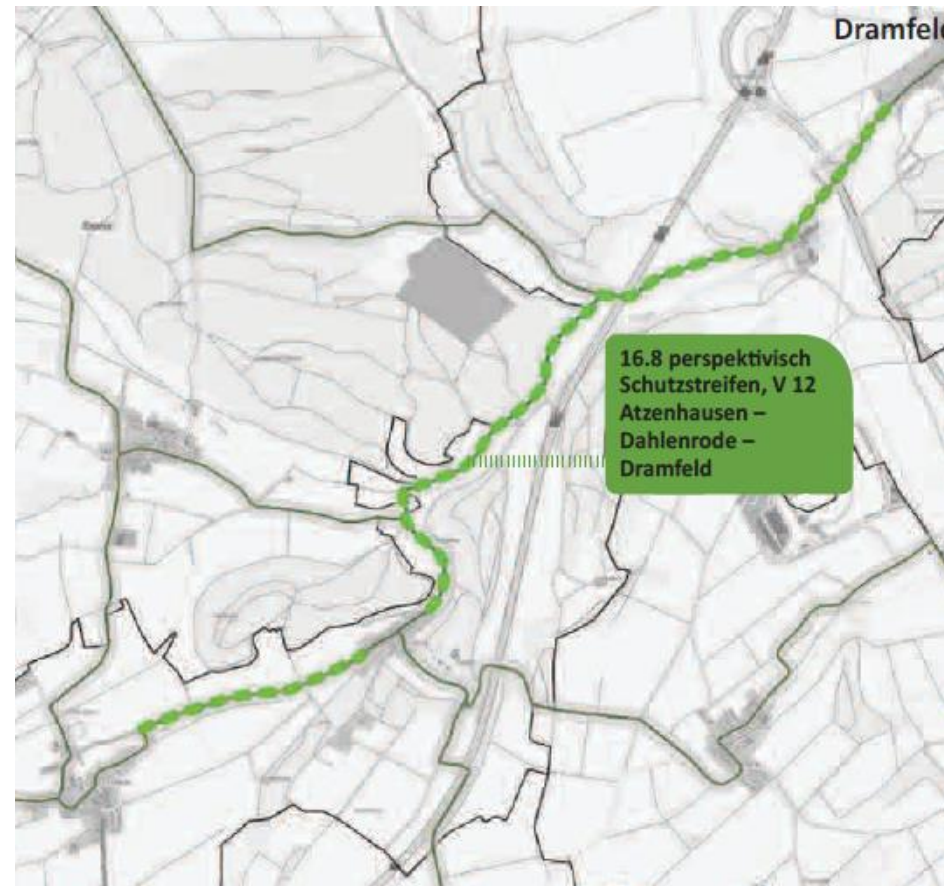 Dramfeld
16.8 perspektivisch
Schutzstreifen, V 12
Atzenhausen –
Dahlenrode –
Dramfeld